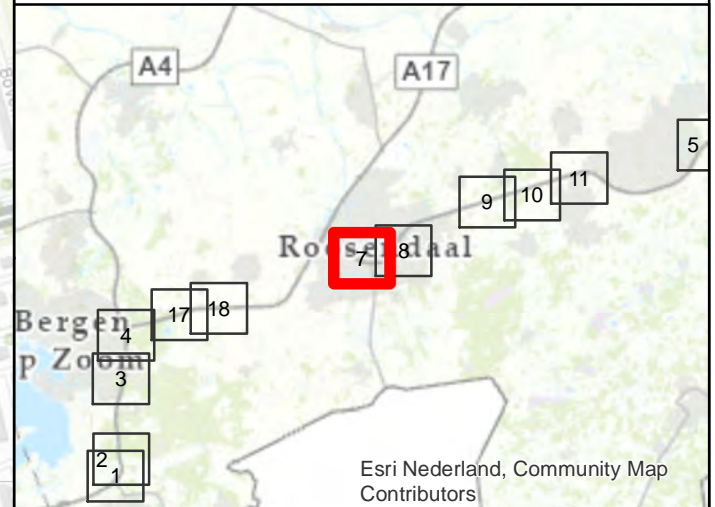 A4
A17
5
11
10
9
Roosendaal
8
7
18
17
Bergen
4
p Zoom
3
2
1
Esri Nederland, Community Map
Contributors